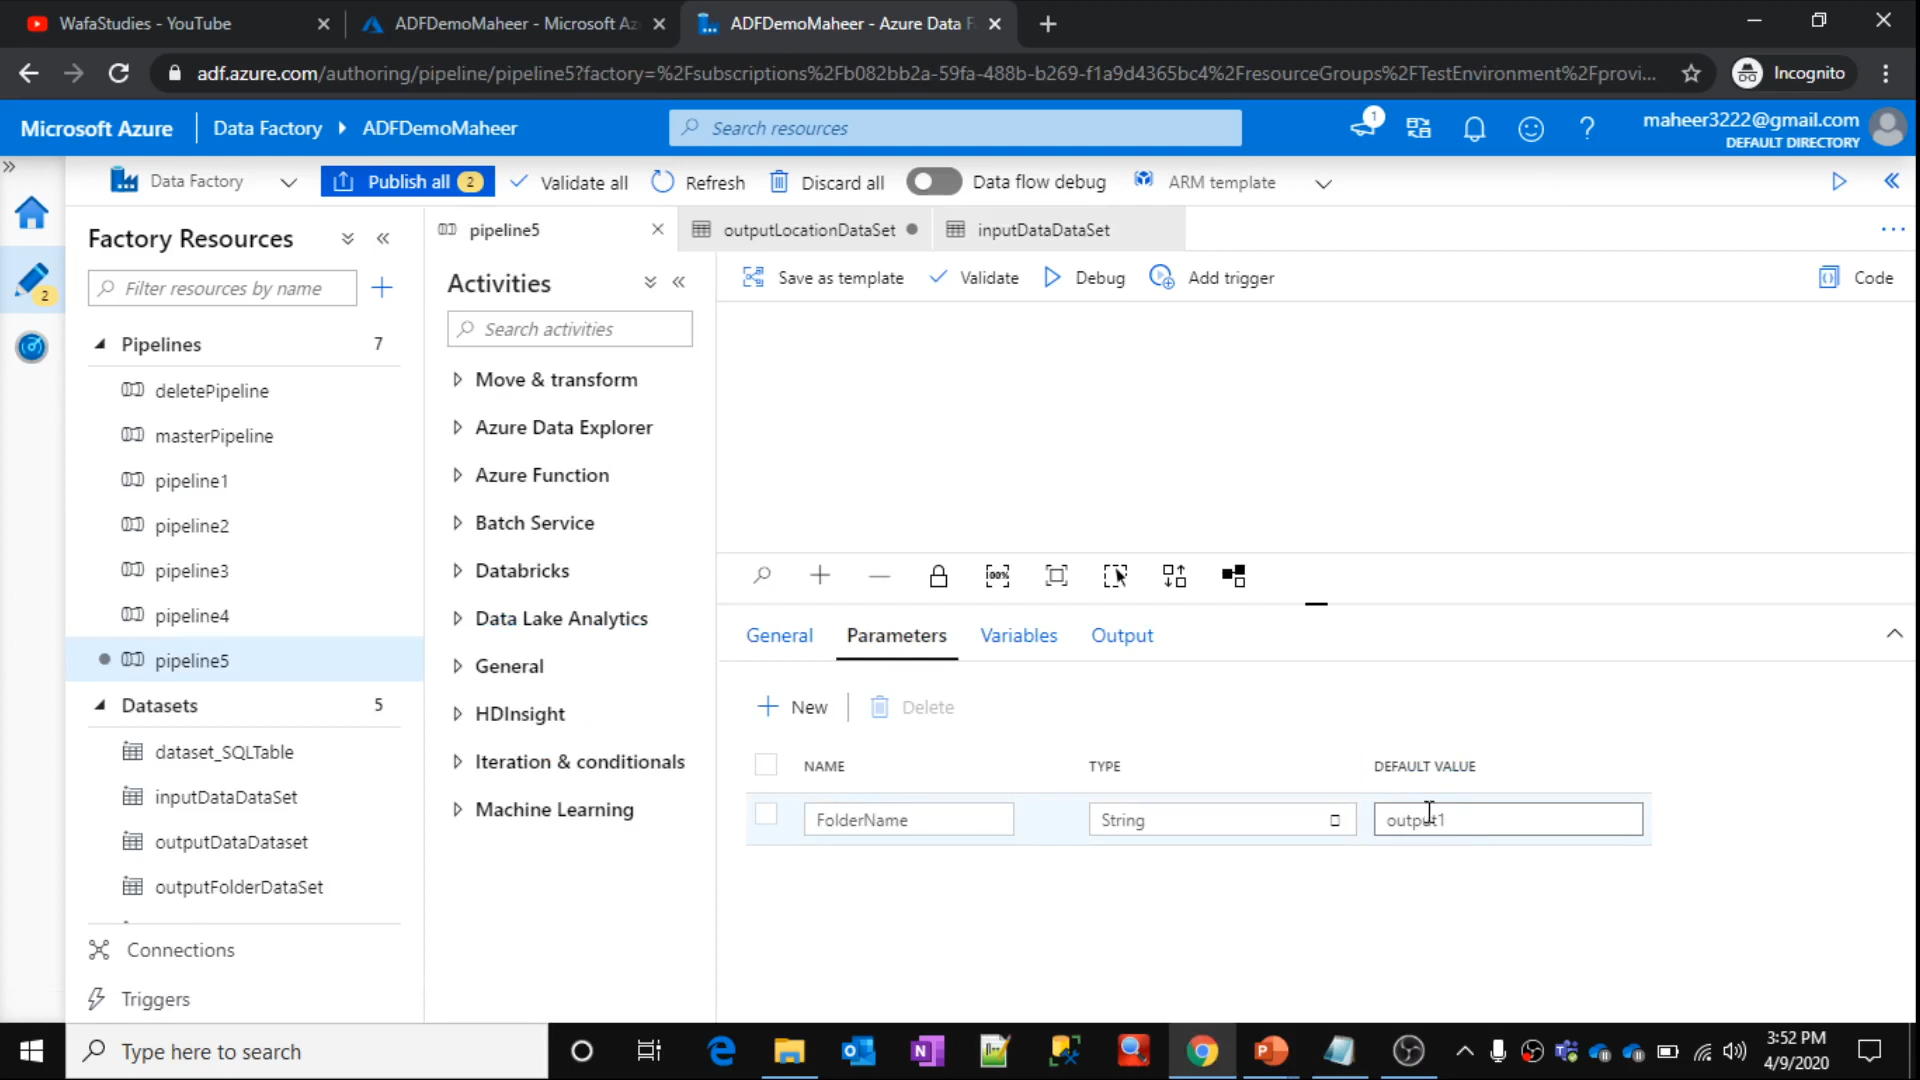 WafaStudies - YouTube
ADFDemoMaheer - Microsoft Az
ADFDemoMaheer - Azure Data F
adf.azure.com/authoring/pipeline/pipeline5?factory=%2Fsubscriptions%2Fb082bb2a-59fa-488b-b269-f1a9d4365bc4%2FresourceGroups%2FTestEnvironment%2Fprovi...
Incognito
Microsoft Azure
Data Factory
ADFDemoMaheer
Search resources
1
maheer3222@gmail.com
DEFAULT DIRECTORY
Data Factory
Publish all 2
Validate all
Refresh
Discard all
Data flow debug
ARM template
2
Factory Resources
Filter resources by name
Pipelines 7
deletePipeline
masterPipeline
pipeline1
pipeline2
pipeline3
pipeline4
pipeline5
Datasets 5
dataset_SQLTable
inputDataDataSet
outputDataDataset
outputFolderDataSet
Connections
Triggers
pipeline5
outputLocationDataSet
inputDataDataSet
Activities
Search activities
Move & transform
Azure Data Explorer
Azure Function
Batch Service
Databricks
Data Lake Analytics
General
HDInsight
Iteration & conditionals
Machine Learning
Save as template
Validate
Debug
Add trigger
Code
100%
General
Parameters
Variables
Output
New
Delete
NAME
TYPE
DEFAULT VALUE
FolderName
String
output1
Type here to search
3:52 PM
4/9/2020